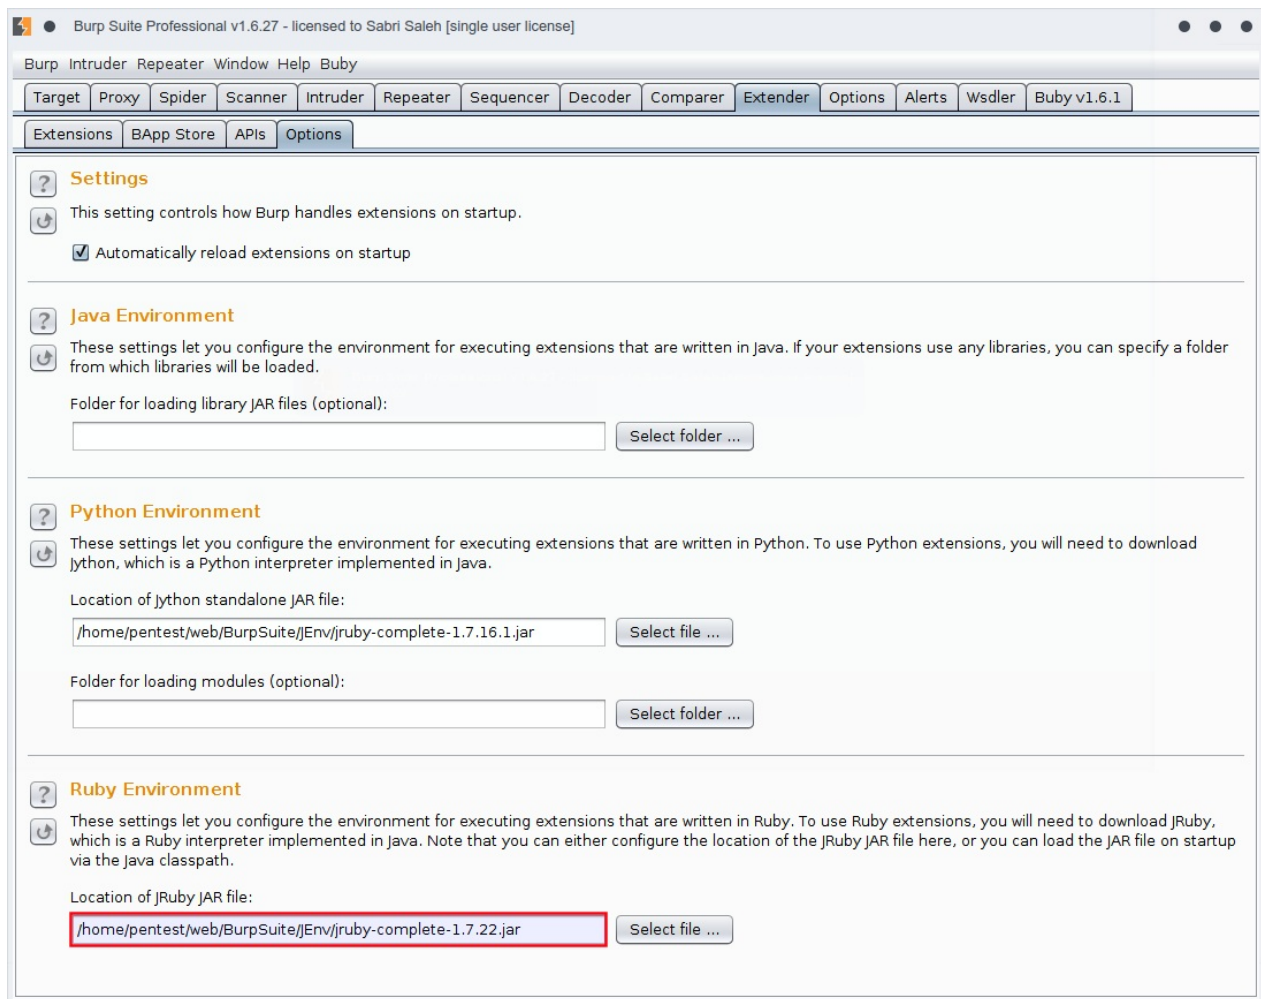 Burp Suite Professional v1.6.27 - licensed to Sabri Saleh [single user license]
Burp Intruder Repeater Window Help Buby
Target Proxy Spider Scanner Intruder Repeater Sequencer Decoder Comparer Extender Options Alerts Wsdler Buby v1.6.1
Extensions BApp Store APIs Options
? Settings
This setting controls how Burp handles extensions on startup.
Automatically reload extensions on startup
? Java Environment
These settings let you configure the environment for executing extensions that are written in Java. If your extensions use any libraries, you can specify a folder
from which libraries will be loaded.
Folder for loading library JAR files (optional):
Select folder ...
? Python Environment
These settings let you configure the environment for executing extensions that are written in Python. To use Python extensions, you will need to download
Jython, which is a Python interpreter implemented in Java.
Location of Jython standalone JAR file:
/home/pentest/web/BurpSuite/JEnv/jruby-complete-1.7.16.1.jar Select file ...
Folder for loading modules (optional):
Select folder ...
? Ruby Environment
These settings let you configure the environment for executing extensions that are written in Ruby. To use Ruby extensions, you will need to download JRuby,
which is a Ruby interpreter implemented in Java. Note that you can either configure the location of the JRuby JAR file here, or you can load the JAR file on startup
via the Java classpath.
Location of JRuby JAR file:
/home/pentest/web/BurpSuite/JEnv/jruby-complete-1.7.22.jar Select file ...